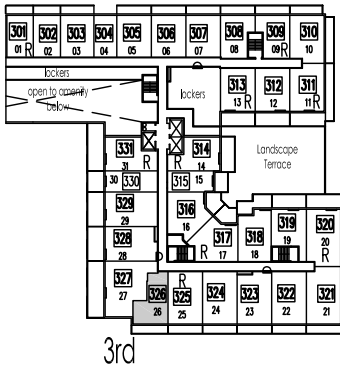 301 302 303 304 305 306 307 308 309 310
01 R 02 03 04 05 06 07 08 09 R 10
lockers
open to amenity
below
lockers
313 312 311
13 R 12 11 R
Landscape
Terrace
331 314
31 R R 14
30 330 315 15
329 316
29 16
328 317 318 319 320
28 R 17 18 19 20 R
327 326 R 325 324 323 322 321
27 26 25 24 23 22 21
3rd